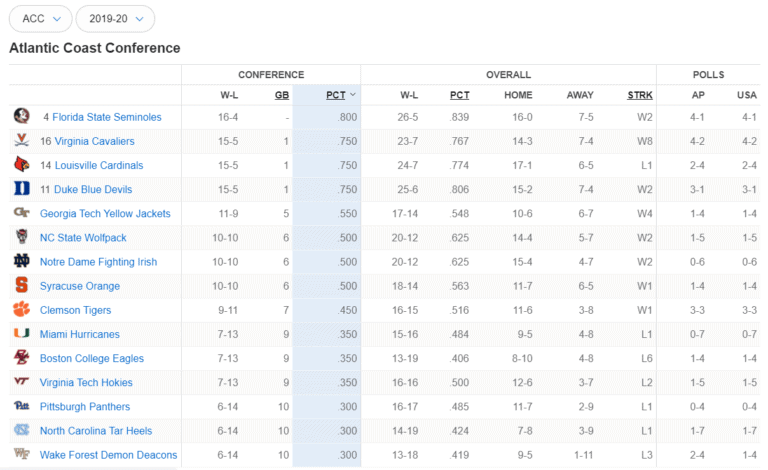 ACC 2019-20
Atlantic Coast Conference
CONFERENCE OVERALL POLLS
W-L GB PCT W-L PCT HOME AWAY STRK AP USA
4 Florida State Seminoles 16-4 - .800 26-5 .839 16-0 7-5 W2 4-1 4-1
16 Virginia Cavaliers 15-5 1 .750 23-7 .767 14-3 7-4 W8 4-2 4-2
14 Louisville Cardinals 15-5 1 .750 24-7 .774 17-1 6-5 L1 2-4 2-4
11 Duke Blue Devils 15-5 1 .750 25-6 .806 15-2 7-4 W2 3-1 3-1
Georgia Tech Yellow Jackets 11-9 5 .550 17-14 .548 10-6 6-7 W4 1-4 1-4
NC State Wolfpack 10-10 6 .500 20-12 .625 14-4 5-7 W2 1-5 1-5
Notre Dame Fighting Irish 10-10 6 .500 20-12 .625 15-4 4-7 W2 0-6 0-6
Syracuse Orange 10-10 6 .500 18-14 .563 11-7 6-5 W1 1-4 1-4
Clemson Tigers 9-11 7 .450 16-15 .516 11-6 3-8 W1 3-3 3-3
Miami Hurricanes 7-13 9 .350 15-16 .484 9-5 4-8 L1 0-7 0-7
Boston College Eagles 7-13 9 .350 13-19 .406 8-10 4-8 L6 1-4 1-4
Virginia Tech Hokies 7-13 9 .350 16-16 .500 12-6 3-7 L2 1-5 1-5
Pitt Pittsburgh Panthers 6-14 10 .300 16-17 .485 11-7 2-9 L1 0-4 0-4
North Carolina Tar Heels 6-14 10 .300 14-19 .424 7-8 3-9 L1 1-7 1-7
Wake Forest Demon Deacons 6-14 10 .300 13-18 .419 9-5 1-11 L3 2-4 1-4